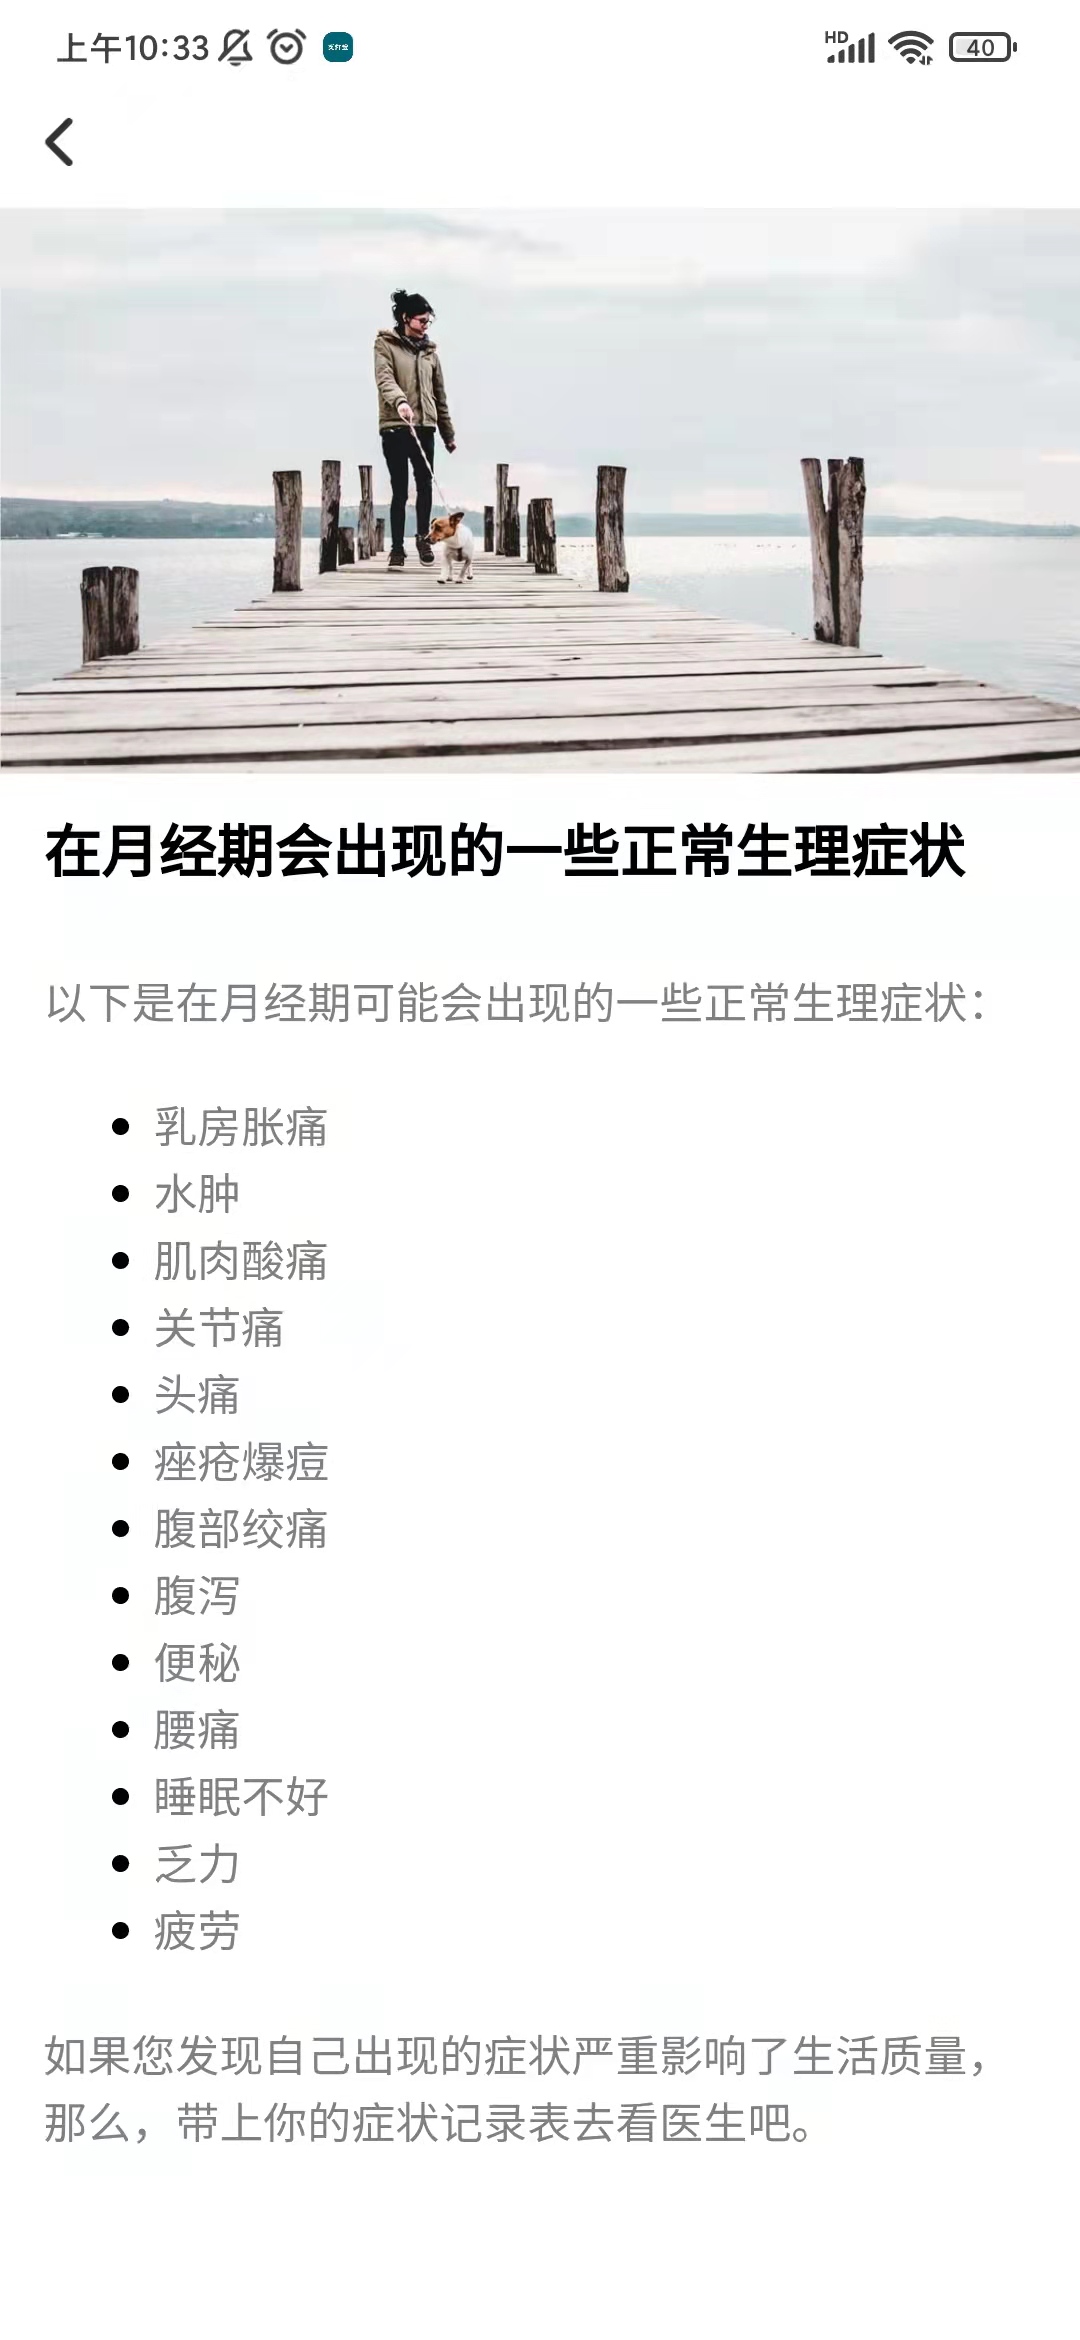 上午10:33
HD
40
在月经期会出现的一些正常生理症状
以下是在月经期可能会出现的一些正常生理症状：
乳房胀痛
水肿
肌肉酸痛
关节痛
头痛
痤疮爆痘
腹部绞痛
腹泻
便秘
腰痛
睡眠不好
乏力
疲劳
如果您发现自己出现的症状严重影响了生活质量，
那么，带上你的症状记录表去看医生吧。